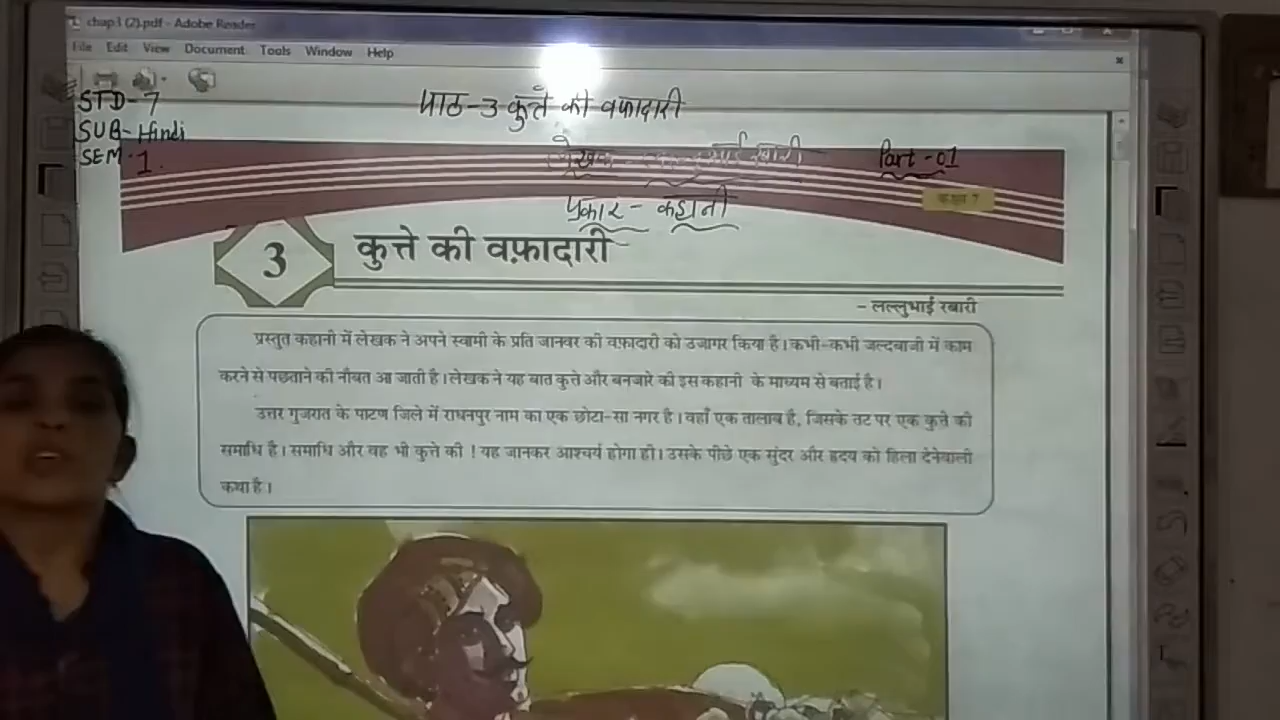 chap3 (2).pdf - Adobe Reader
File Edit View Document Tools Window Help
STD-7
पाठ-3 कुत्ते की वफादारी
SUB-Hindi
लेखक -
Part-01
SEM-1.
प्रकार - कहानी
कक्षा 7
3 कुत्ते की वफ़ादारी
- लल्लुभाई रबारी
प्रस्तुत कहानी में लेखक ने अपने स्वामी के प्रति जानवर की वफ़ादारी को उजागर किया है। कभी-कभी जल्दबाजी में काम
करने से पछताने की नौबत आ जाती है। लेखक ने यह बात कुत्ते और बनजारे की इस कहानी के माध्यम से बताई है।
उत्तर गुजरात के पाटण जिले में राधनपुर नाम का एक छोटा-सा नगर है। वहाँ एक तालाब है, जिसके तट पर एक कुत्ते की
समाधि है। समाधि और वह भी कुत्ते की ! यह जानकर आश्चर्य होगा ही। उसके पीछे एक सुंदर और हृदय को हिला देनेवाली
कथा है।